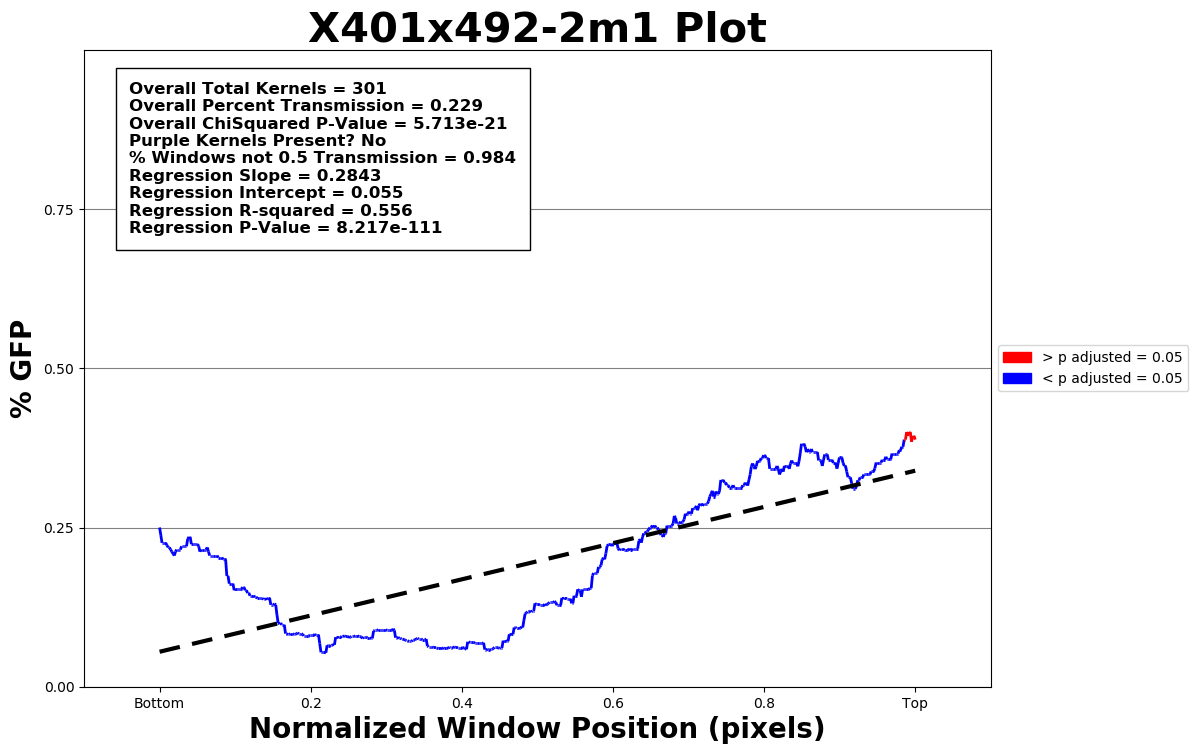 X401x492-2m1 Plot
Overall Total Kernels = 301
Overall Percent Transmission = 0.229
Overall ChiSquared P-Value = 5.713e-21
Purple Kernels Present? No
% Windows not 0.5 Transmission = 0.984
Regression Slope = 0.2843
Regression Intercept = 0.055
Regression R-squared = 0.556
Regression P-Value = 8.217e-111
0.75
0.50
0.25
0.00
% GFP
> p adjusted = 0.05
< p adjusted = 0.05
Bottom 0.2 0.4 0.6 0.8 Top
Normalized Window Position (pixels)